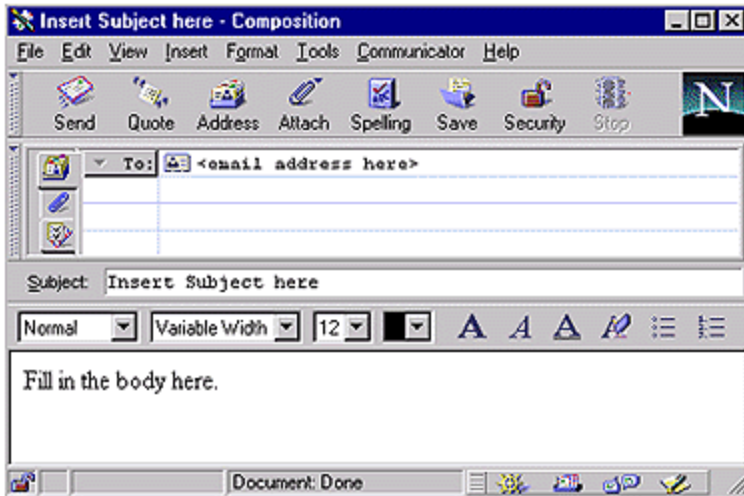 Insert Subject here - Composition
File Edit View Insert Format Tools Communicator Help
Send Quote Address Attach Spelling Save Security Stop
N
To: <email address here>
Subject: Insert Subject here
Normal Variable Width 12 A A A
Fill in the body here.
Document: Done